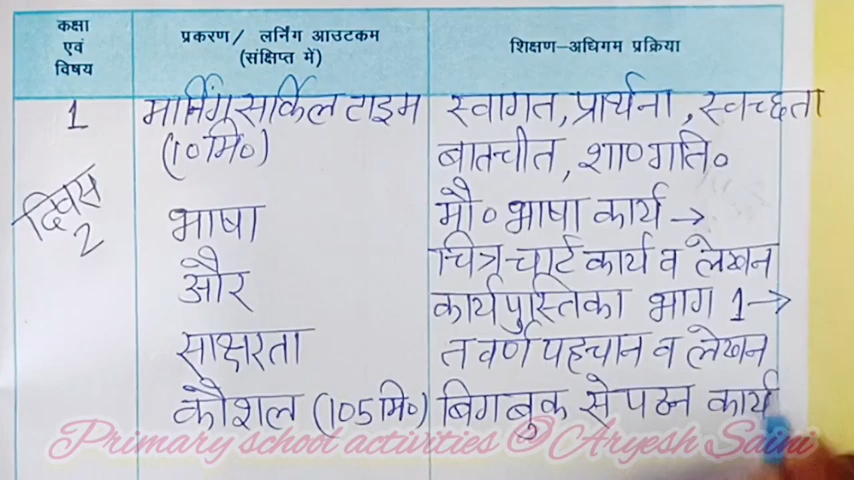 कक्षा एवं विषय
प्रकरण/ लर्निंग आउटकम (संक्षिप्त में)
शिक्षण–अधिगम प्रक्रिया
1 मार्निंग सर्किल टाइम स्वागत, प्रार्थना, स्वच्छता
(10 मि०) बातचीत, शा० गति०
दिवस 2
भाषा मौ० भाषा कार्य →
और चित्र चार्ट कार्य व लेखन
कार्यपुस्तिका भाग 1 →
साक्षरता त वर्ण पहचान व लेखन
कौशल (105 मि०) बिगबुक से पठन कार्य
Primary school activities @Aryesh Saini